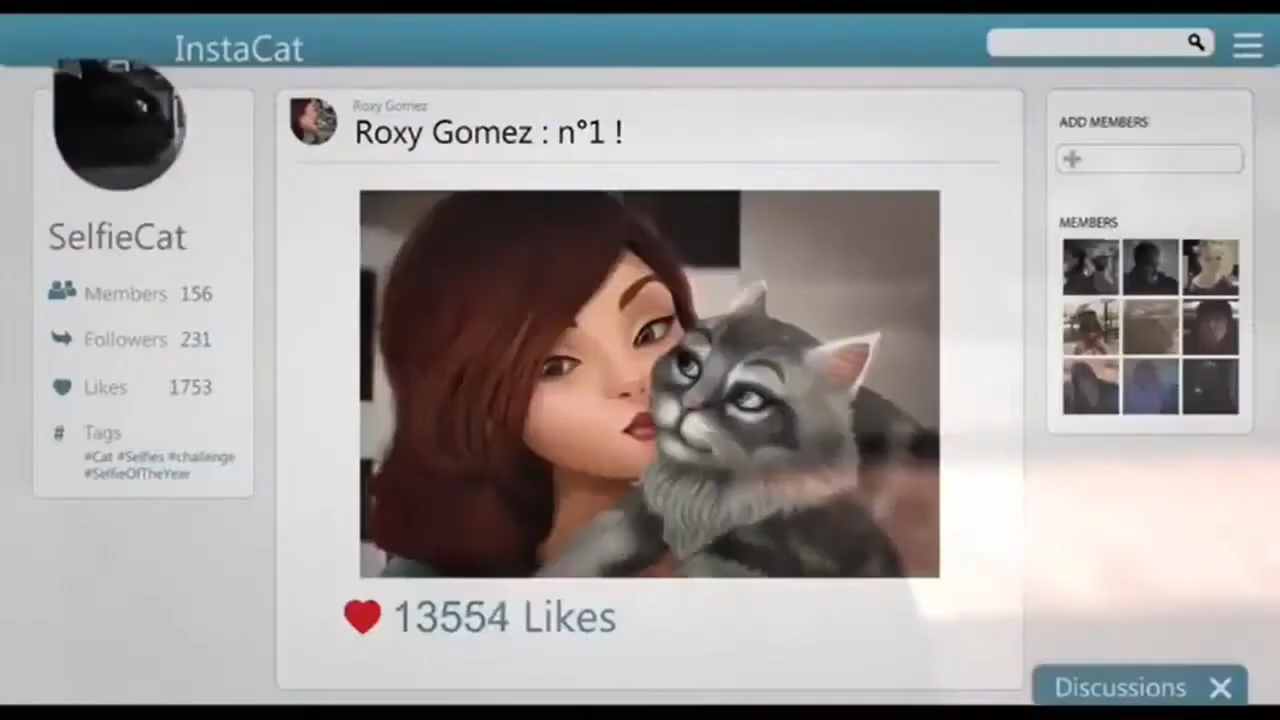 InstaCat
SelfieCat
Members 156
Followers 231
Likes 1753
# Tags
#Cat #Selfies #challenge
#SelfieOfTheYear
Roxy Gomez
Roxy Gomez : n°1 !
13554 Likes
ADD MEMBERS
MEMBERS
Discussions